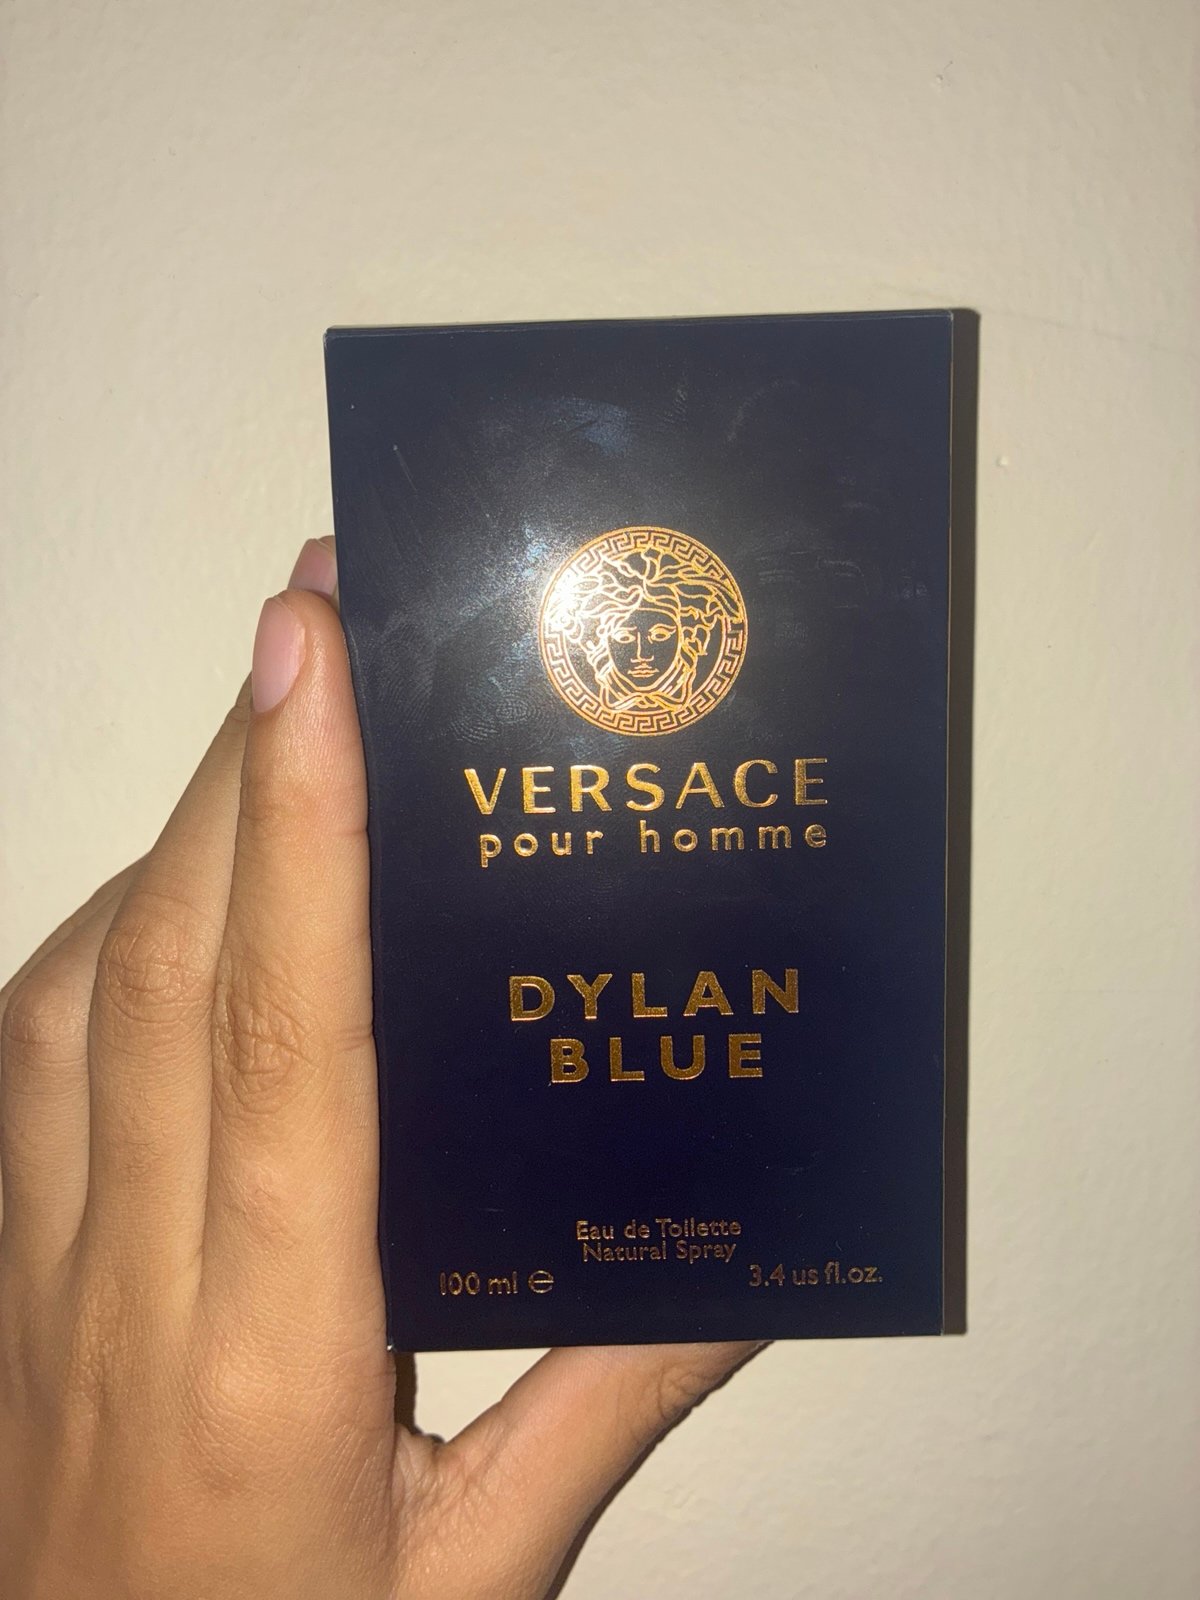 VERSACE
pour homme
DYLAN
BLUE
Eau de Toilette
Natural Spray
100 ml ℮
3.4 us fl.oz.